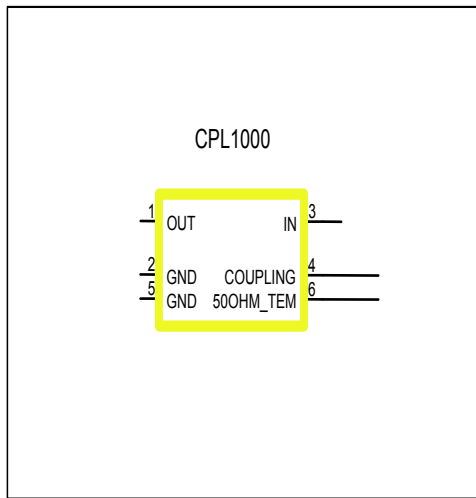 CPL1000
1 OUT IN 3
2 GND COUPLING 4
5 GND 50OHM_TEM 6